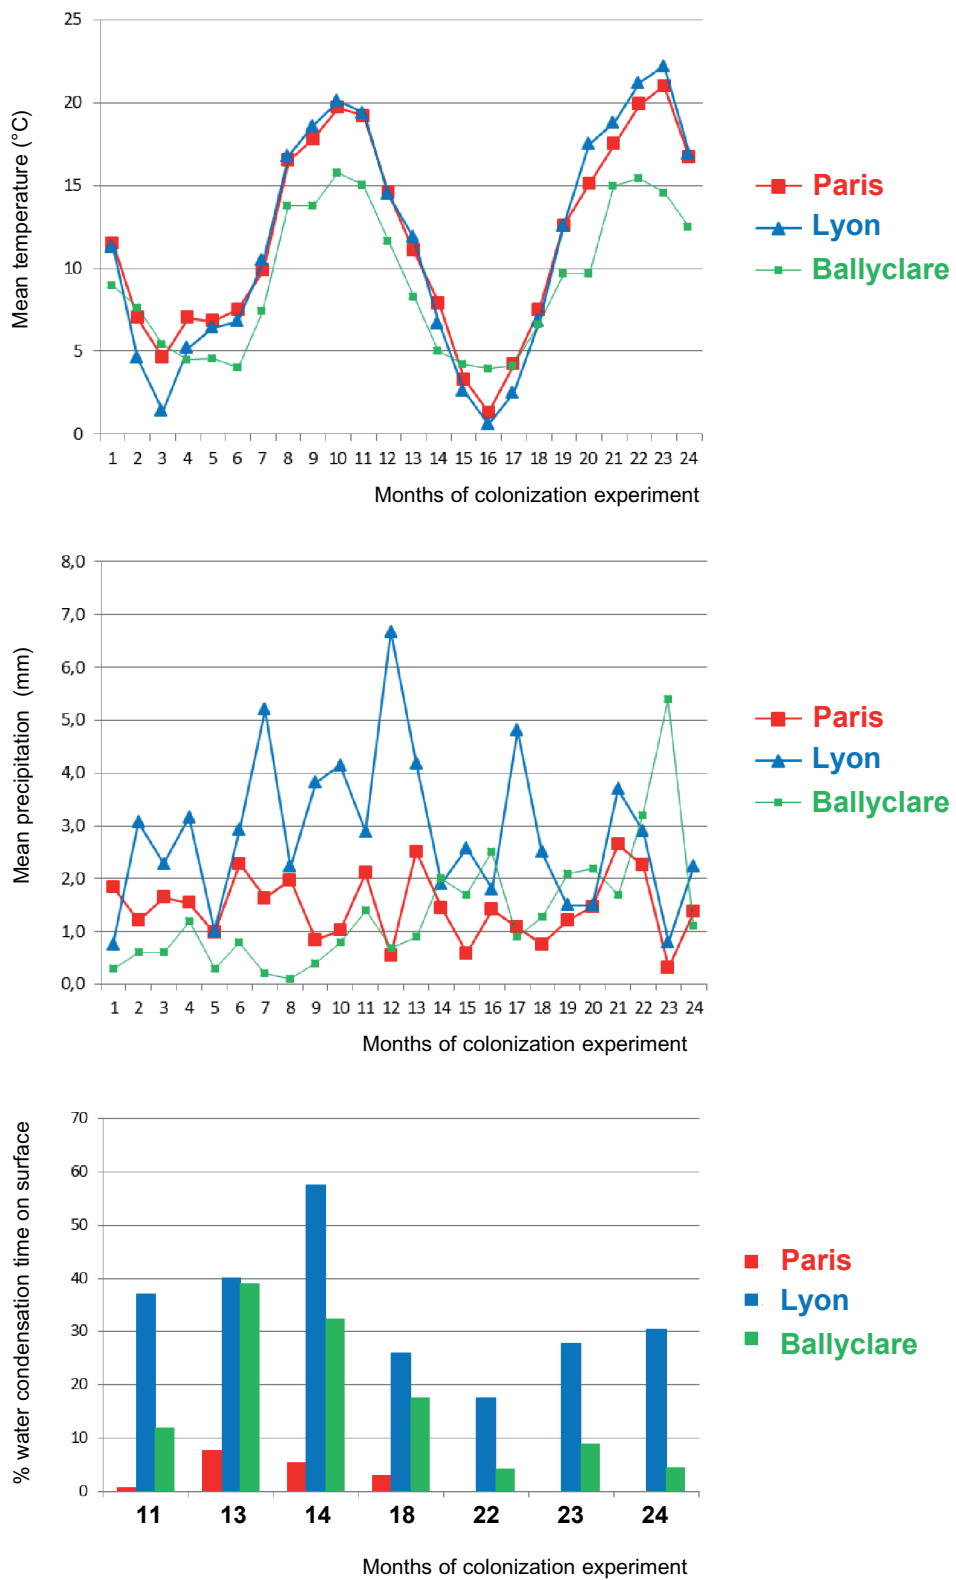 25
20
15
10
5
0
Mean temperature (°C)
1 2 3 4 5 6 7 8 9 10 11 12 13 14 15 16 17 18 19 20 21 22 23 24
Months of colonization experiment
Paris
Lyon
Ballyclare
8,0
7,0
6,0
5,0
4,0
3,0
2,0
1,0
0,0
Mean precipitation (mm)
1 2 3 4 5 6 7 8 9 10 11 12 13 14 15 16 17 18 19 20 21 22 23 24
Months of colonization experiment
Paris
Lyon
Ballyclare
70
60
50
40
30
20
10
0
% water condensation time on surface
11 13 14 18 22 23 24
Months of colonization experiment
Paris
Lyon
Ballyclare